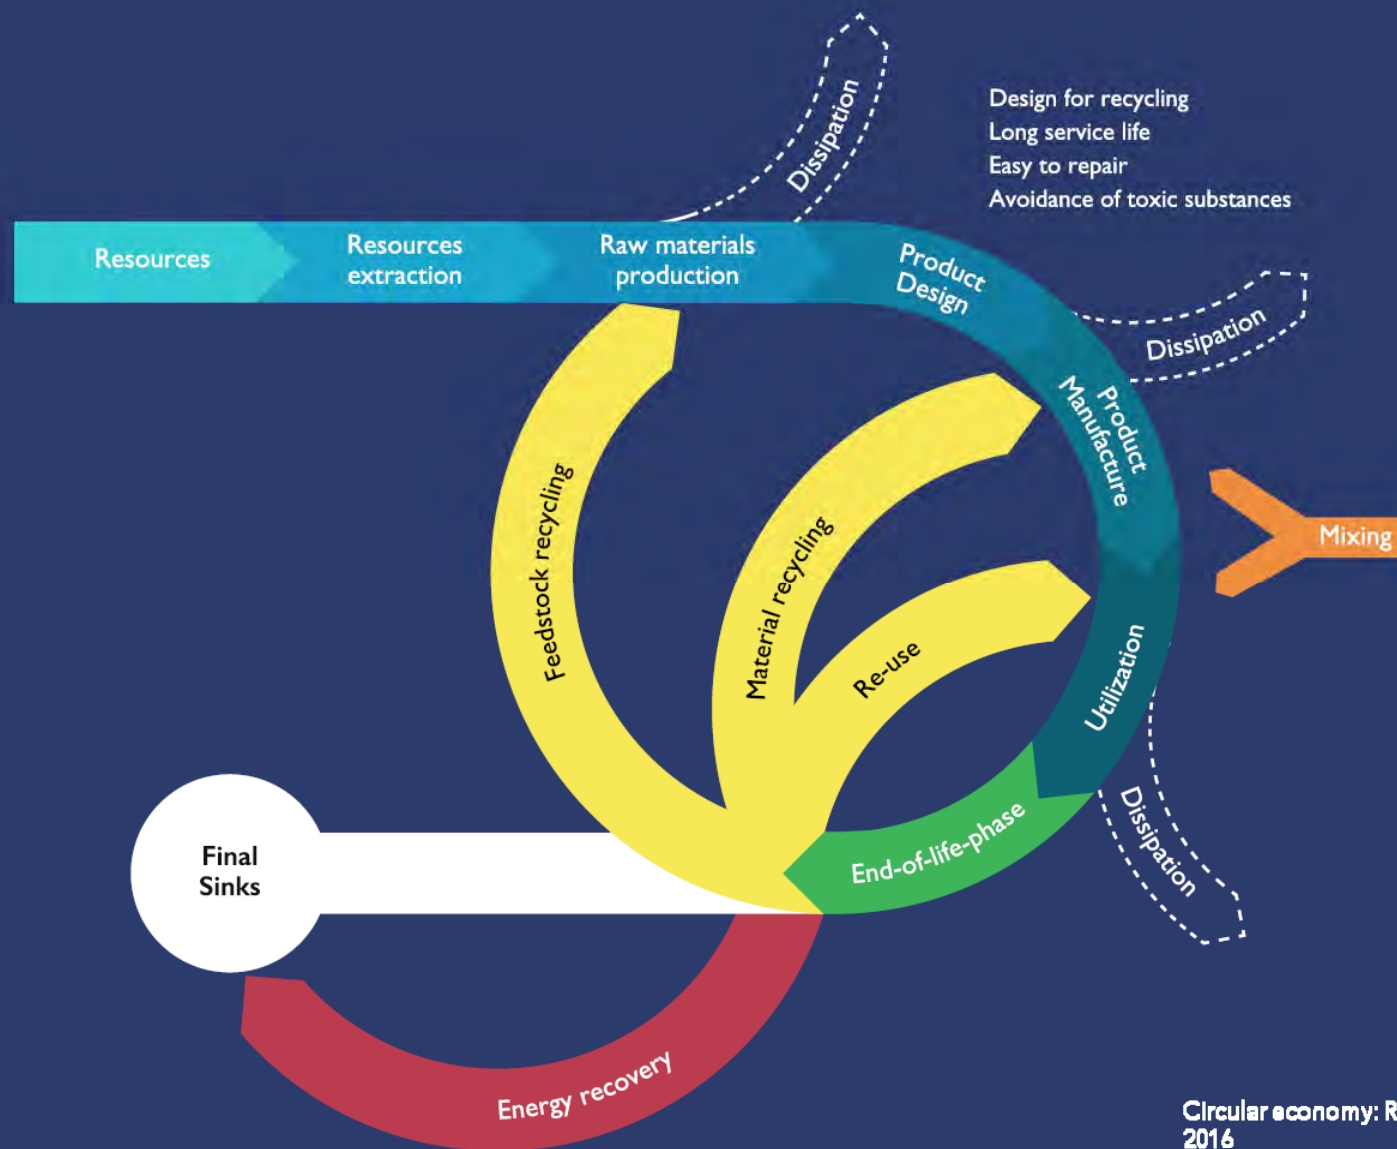 Dissipation
Design for recycling
Long service life
Easy to repair
Avoidance of toxic substances
Resources
Resources
extraction
Raw materials
production
Product
Design
Dissipation
Product
Manufacture
Mixing
Feedstock recycling
Material recycling
Re-use
Utilization
Dissipation
End-of-life-phase
Final
Sinks
Energy recovery
Circular economy: R
2016